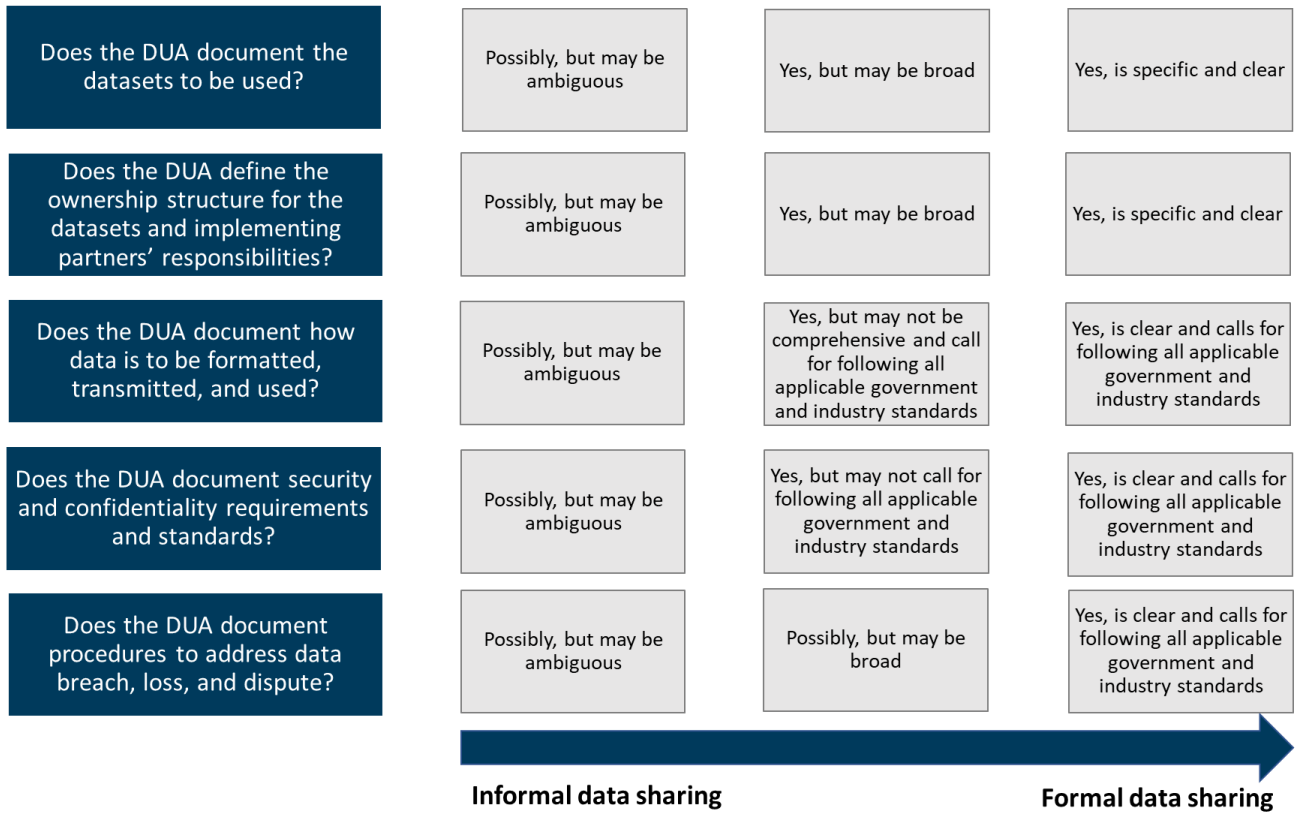 Does the DUA document the
datasets to be used?
Possibly, but may be
ambiguous
Yes, but may be broad
Yes, is specific and clear
Does the DUA define the
ownership structure for the
datasets and implementing
partners’ responsibilities?
Possibly, but may be
ambiguous
Yes, but may be broad
Yes, is specific and clear
Does the DUA document how
data is to be formatted,
transmitted, and used?
Possibly, but may be
ambiguous
Yes, but may not be
comprehensive and call
for following all
applicable government
and industry standards
Yes, is clear and calls for
following all applicable
government and
industry standards
Does the DUA document security
and confidentiality requirements
and standards?
Possibly, but may be
ambiguous
Yes, but may not call for
following all applicable
government and
industry standards
Yes, is clear and calls for
following all applicable
government and
industry standards
Does the DUA document
procedures to address data
breach, loss, and dispute?
Possibly, but may be
ambiguous
Possibly, but may be
broad
Yes, is clear and calls for
following all applicable
government and
industry standards
Informal data sharing
Formal data sharing